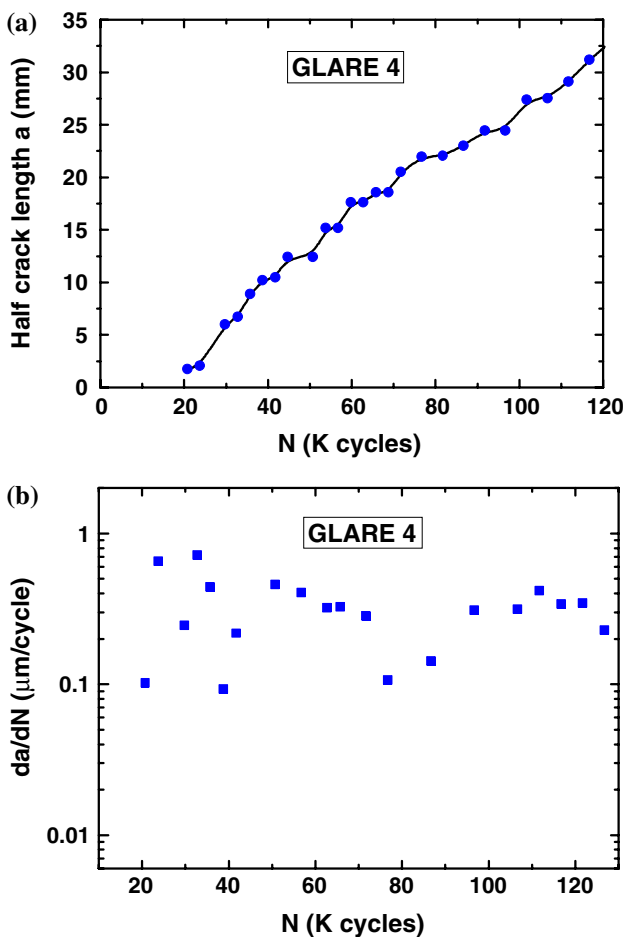 (a)
35
30
25
20
15
10
5
0
Half crack length a (mm)
GLARE 4
0 20 40 60 80 100 120
N (K cycles)
(b)
1
0.1
0.01
da/dN (μm/cycle)
GLARE 4
20 40 60 80 100 120
N (K cycles)